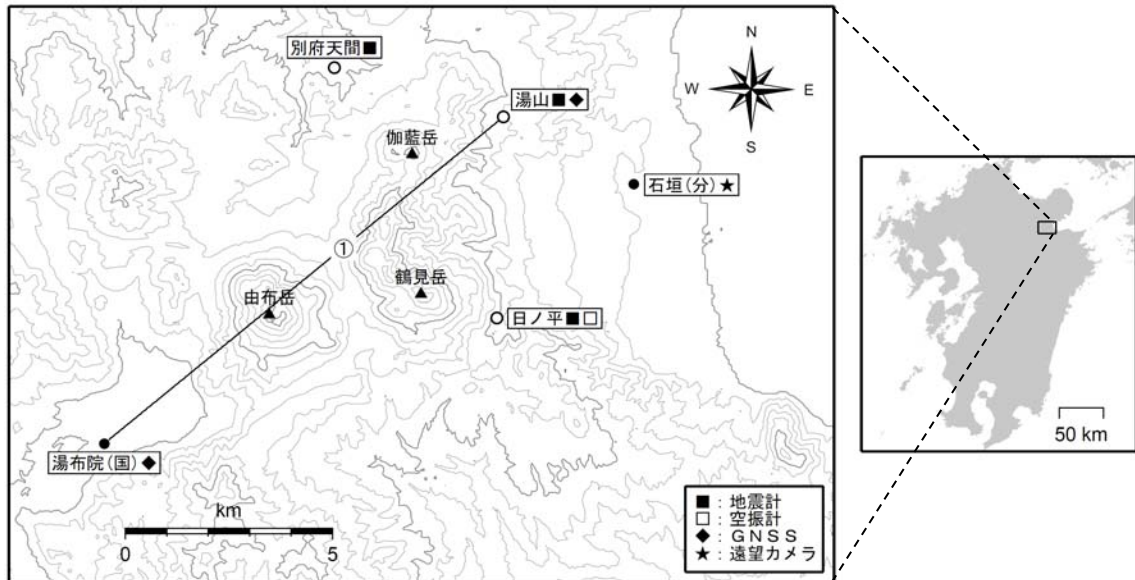 別府天間■
湯山■◆
伽藍岳
N
W
E
S
石垣(分)★
①
鶴見岳
由布岳
日ノ平■□
湯布院(国)◆
km
0
5
■：地震計
□：空振計
◆：ＧＮＳＳ
★：遠望カメラ
50 km